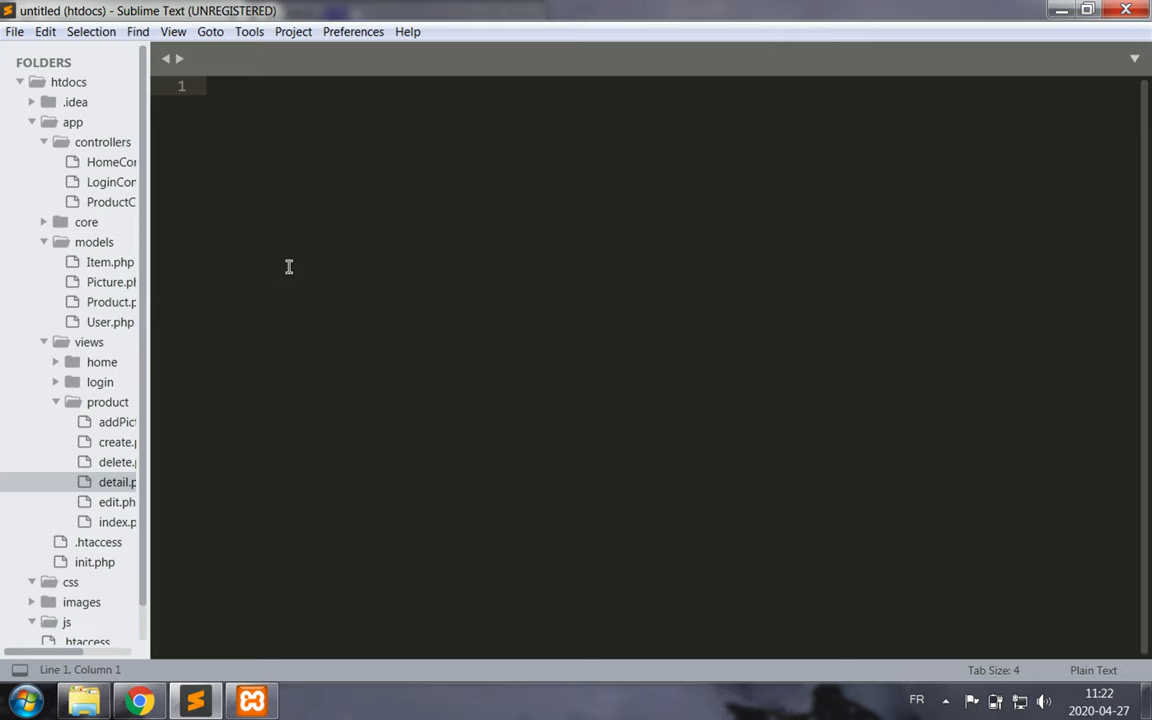 untitled (htdocs) - Sublime Text (UNREGISTERED)
File Edit Selection Find View Goto Tools Project Preferences Help
FOLDERS
htdocs
.idea
app
controllers
HomeCo
LoginCor
ProductC
core
models
Item.php
Picture.pl
Product.p
User.php
views
home
login
product
addPict
create.p
delete.p
detail.p
edit.ph
index.p
.htaccess
init.php
css
images
js
.htaccess
1
Line 1, Column 1
Tab Size: 4
Plain Text
FR
11:22
2020-04-27